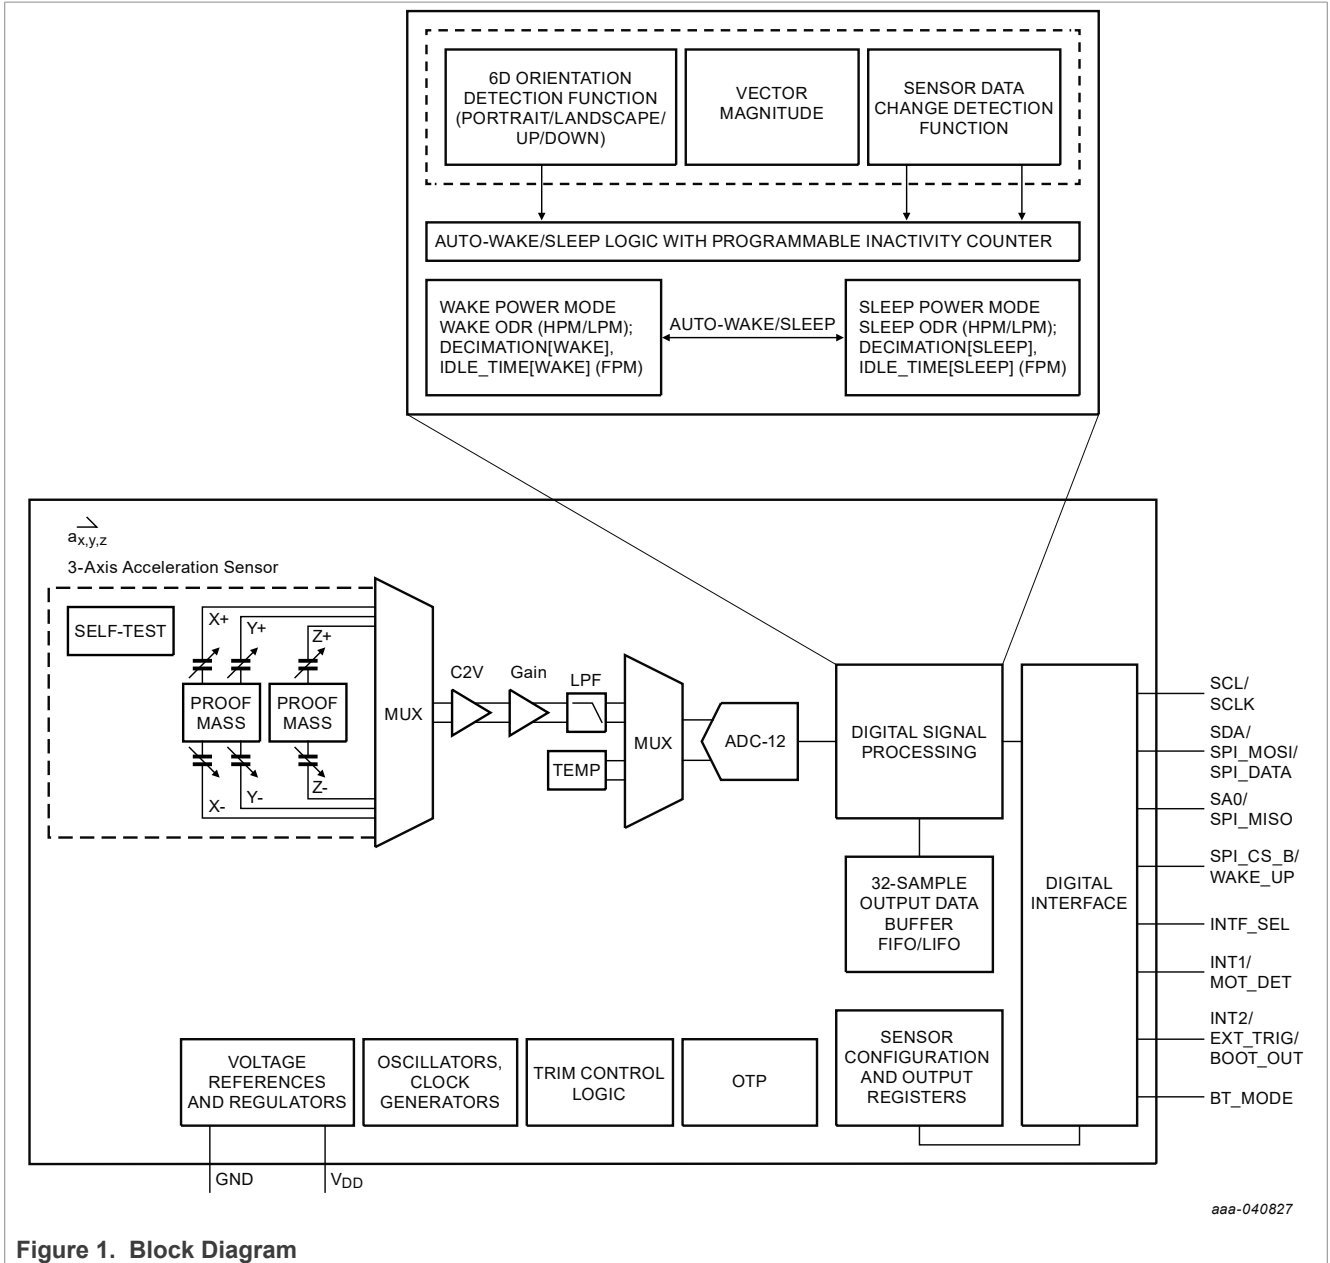 6D ORIENTATION
DETECTION FUNCTION
(PORTRAIT/LANDSCAPE/
UP/DOWN)
VECTOR
MAGNITUDE
SENSOR DATA
CHANGE DETECTION
FUNCTION
AUTO-WAKE/SLEEP LOGIC WITH PROGRAMMABLE INACTIVITY COUNTER
WAKE POWER MODE
WAKE ODR (HPM/LPM);
DECIMATION[WAKE],
IDLE_TIME[WAKE] (FPM)
AUTO-WAKE/SLEEP
SLEEP POWER MODE
SLEEP ODR (HPM/LPM);
DECIMATION[SLEEP],
IDLE_TIME[SLEEP] (FPM)
ax,y,z
3-Axis Acceleration Sensor
SELF-TEST
X+
Y+
Z+
PROOF
MASS
PROOF
MASS
X-
Y-
Z-
MUX
C2V
Gain
LPF
TEMP
MUX
ADC-12
DIGITAL SIGNAL
PROCESSING
32-SAMPLE
OUTPUT DATA
BUFFER
FIFO/LIFO
DIGITAL
INTERFACE
SCL/
SCLK
SDA/
SPI_MOSI/
SPI_DATA
SA0/
SPI_MISO
SPI_CS_B/
WAKE_UP
INTF_SEL
INT1/
MOT_DET
INT2/
EXT_TRIG/
BOOT_OUT
BT_MODE
VOLTAGE
REFERENCES
AND REGULATORS
OSCILLATORS,
CLOCK
GENERATORS
TRIM CONTROL
LOGIC
OTP
SENSOR
CONFIGURATION
AND OUTPUT
REGISTERS
GND
VDD
aaa-040827
Figure 1. Block Diagram